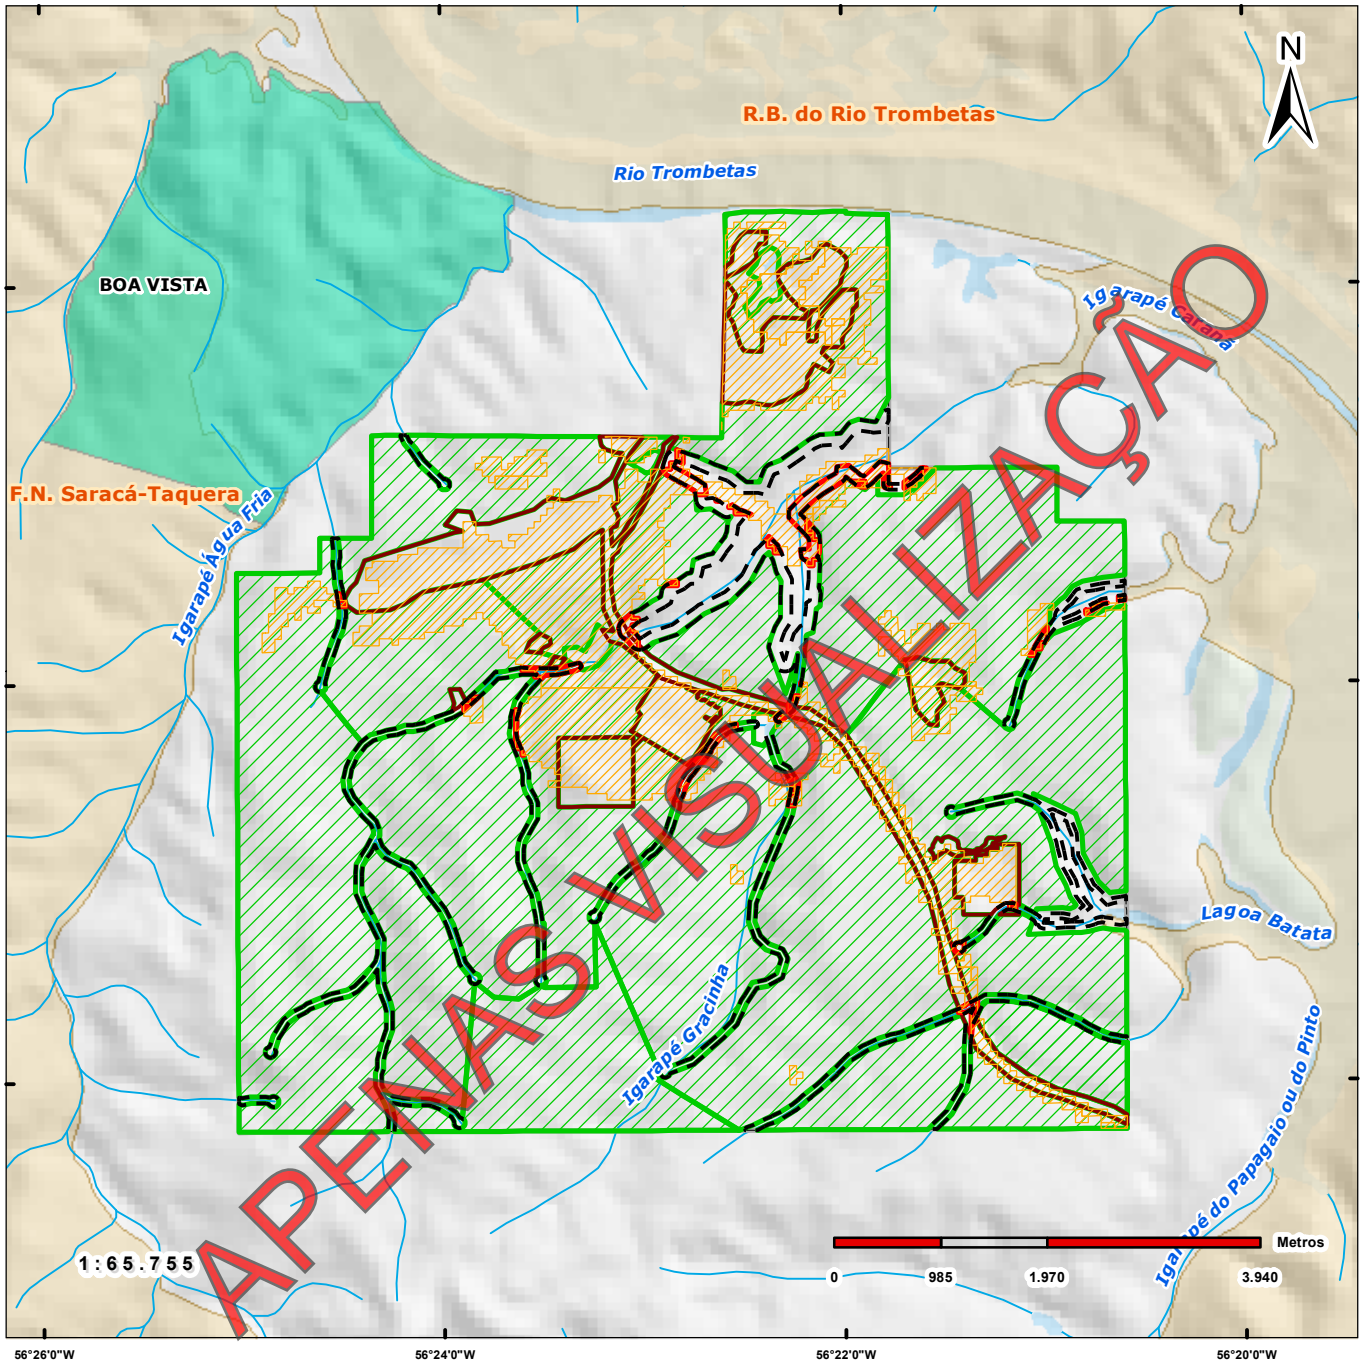 N
R.B. do Rio Trombetas
Rio Trombetas
BOA VISTA
Igarapé Caranã
F.N. Saracá-Taquera
Igarapé Água Fria
APENAS VISUALIZAÇÃO
Lagoa Batata
Igarapé Gracinha
Igarapé do Papagaio ou do Pinto
1:65.755
Metros
0 985 1.970 3.940
56°26'0"W 56°24'0"W 56°22'0"W 56°20'0"W